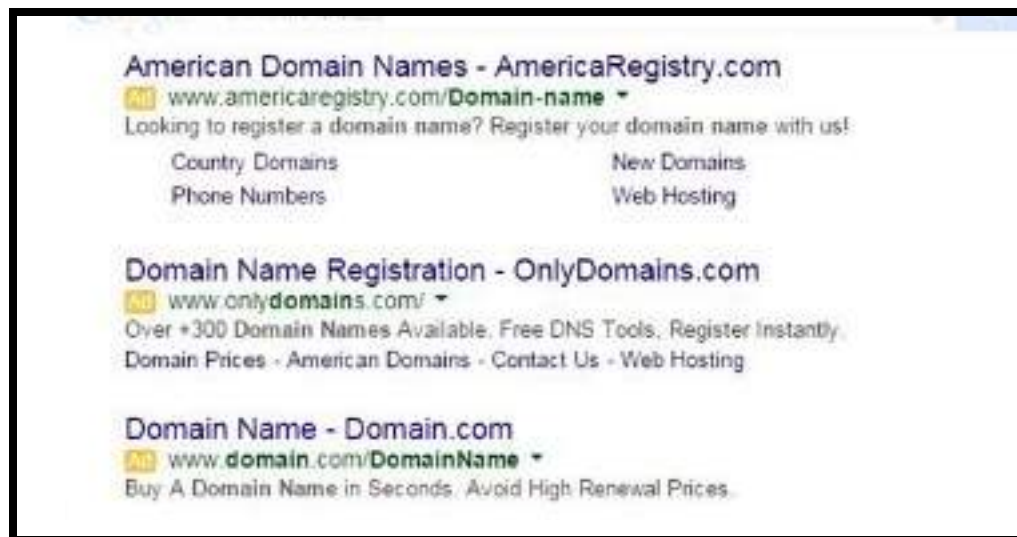 American Domain Names - AmericaRegistry.com
Ad www.americaregistry.com/Domain-name
Looking to register a domain name? Register your domain name with us!
Country Domains New Domains
Phone Numbers Web Hosting
Domain Name Registration - OnlyDomains.com
Ad www.onlydomains.com/
Over +300 Domain Names Available. Free DNS Tools. Register Instantly.
Domain Prices - American Domains - Contact Us - Web Hosting
Domain Name - Domain.com
Ad www.domain.com/DomainName
Buy A Domain Name in Seconds. Avoid High Renewal Prices.